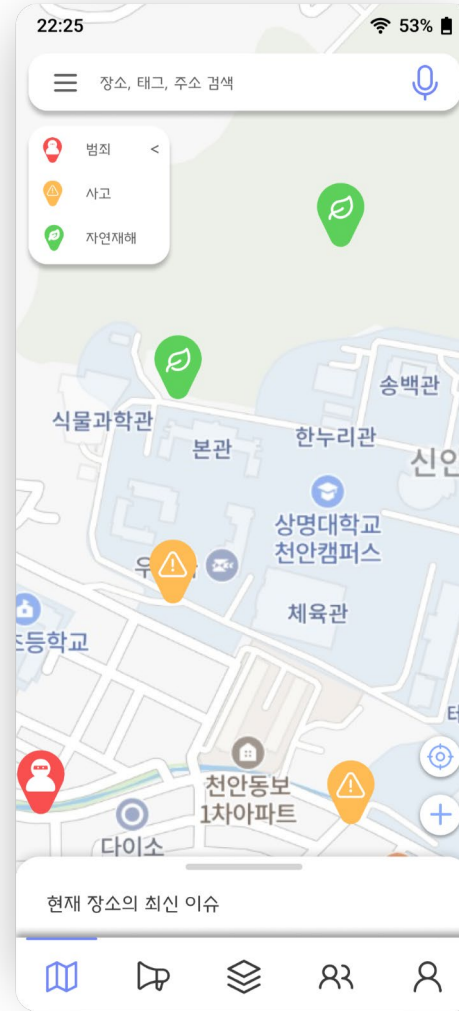 22:25 53%
장소, 태그, 주소 검색
범죄 <
사고
자연재해
송백관
식물과학관
본관
한누리관
신안
상명대학교
천안캠퍼스
체육관
초등학교
천안동보
1차아파트
다이소
현재 장소의 최신 이슈